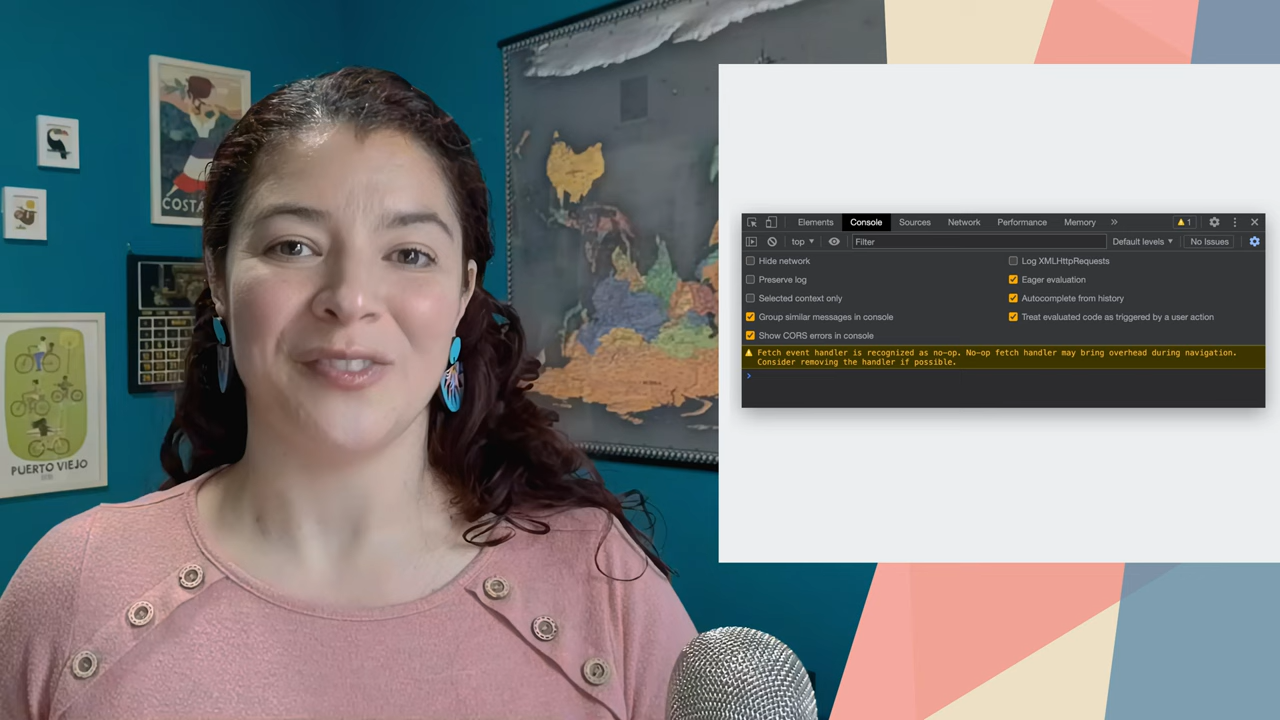 COSTA
PUERTO VIEJO
Elements Console Sources Network Performance Memory » 1
top ▼ Filter Default levels ▼ No Issues
Hide network Log XMLHttpRequests
Preserve log Eager evaluation
Selected context only Autocomplete from history
Group similar messages in console Treat evaluated code as triggered by a user action
Show CORS errors in console
Fetch event handler is recognized as no-op. No-op fetch handler may bring overhead during navigation.
Consider removing the handler if possible.
>